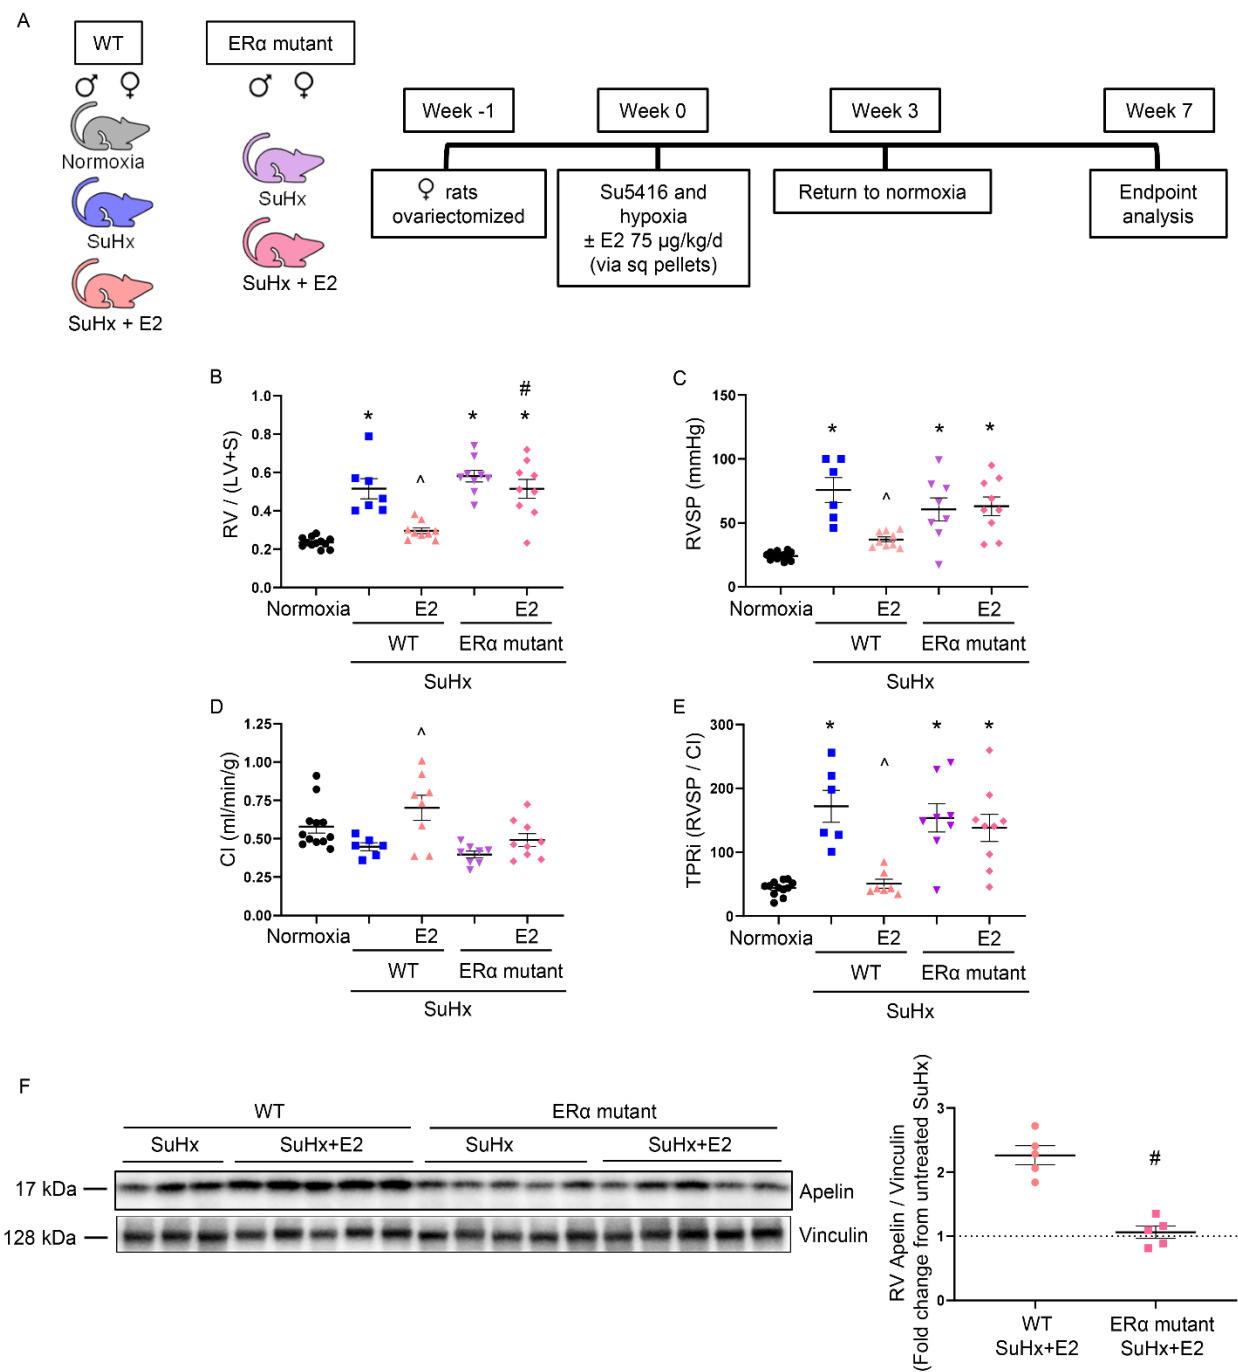 A
WT
ERα mutant
♂ ♀
♂ ♀
Normoxia
SuHx
SuHx + E2
SuHx
SuHx + E2
Week -1
Week 0
Week 3
Week 7
♀ rats
ovariectomized
Su5416 and
hypoxia
± E2 75 µg/kg/d
(via sq pellets)
Return to normoxia
Endpoint
analysis
B
RV / (LV+S)
1.0
0.8
0.6
0.4
0.2
0.0
*
^
*
#
*
Normoxia
E2
E2
WT
ERα mutant
SuHx
C
RVSP (mmHg)
150
100
50
0
*
^
*
*
Normoxia
E2
E2
WT
ERα mutant
SuHx
D
CI (ml/min/g)
1.25
1.00
0.75
0.50
0.25
0.00
^
Normoxia
E2
E2
WT
ERα mutant
SuHx
E
TPRi (RVSP / CI)
300
200
100
0
*
^
*
*
Normoxia
E2
E2
WT
ERα mutant
SuHx
F
WT
ERα mutant
SuHx
SuHx+E2
SuHx
SuHx+E2
17 kDa
Apelin
128 kDa
Vinculin
RV Apelin / Vinculin
(Fold change from untreated SuHx)
3
2
1
0
#
WT
SuHx+E2
ERα mutant
SuHx+E2